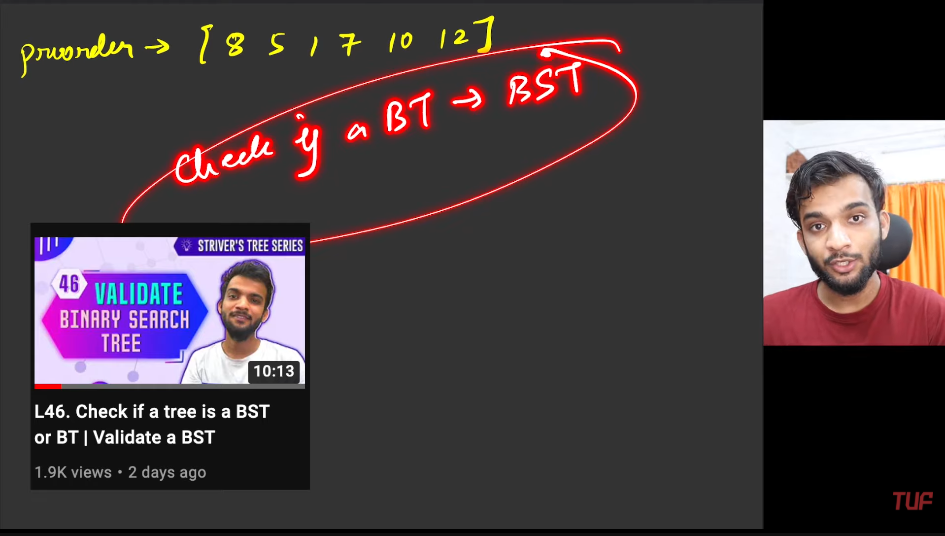 preorder → [ 8 5 1 7 10 12 ]
Check if a BT → BST
STRIVER'S TREE SERIES
46 VALIDATE
BINARY SEARCH
TREE
10:13
L46. Check if a tree is a BST
or BT | Validate a BST
1.9K views • 2 days ago
TUF